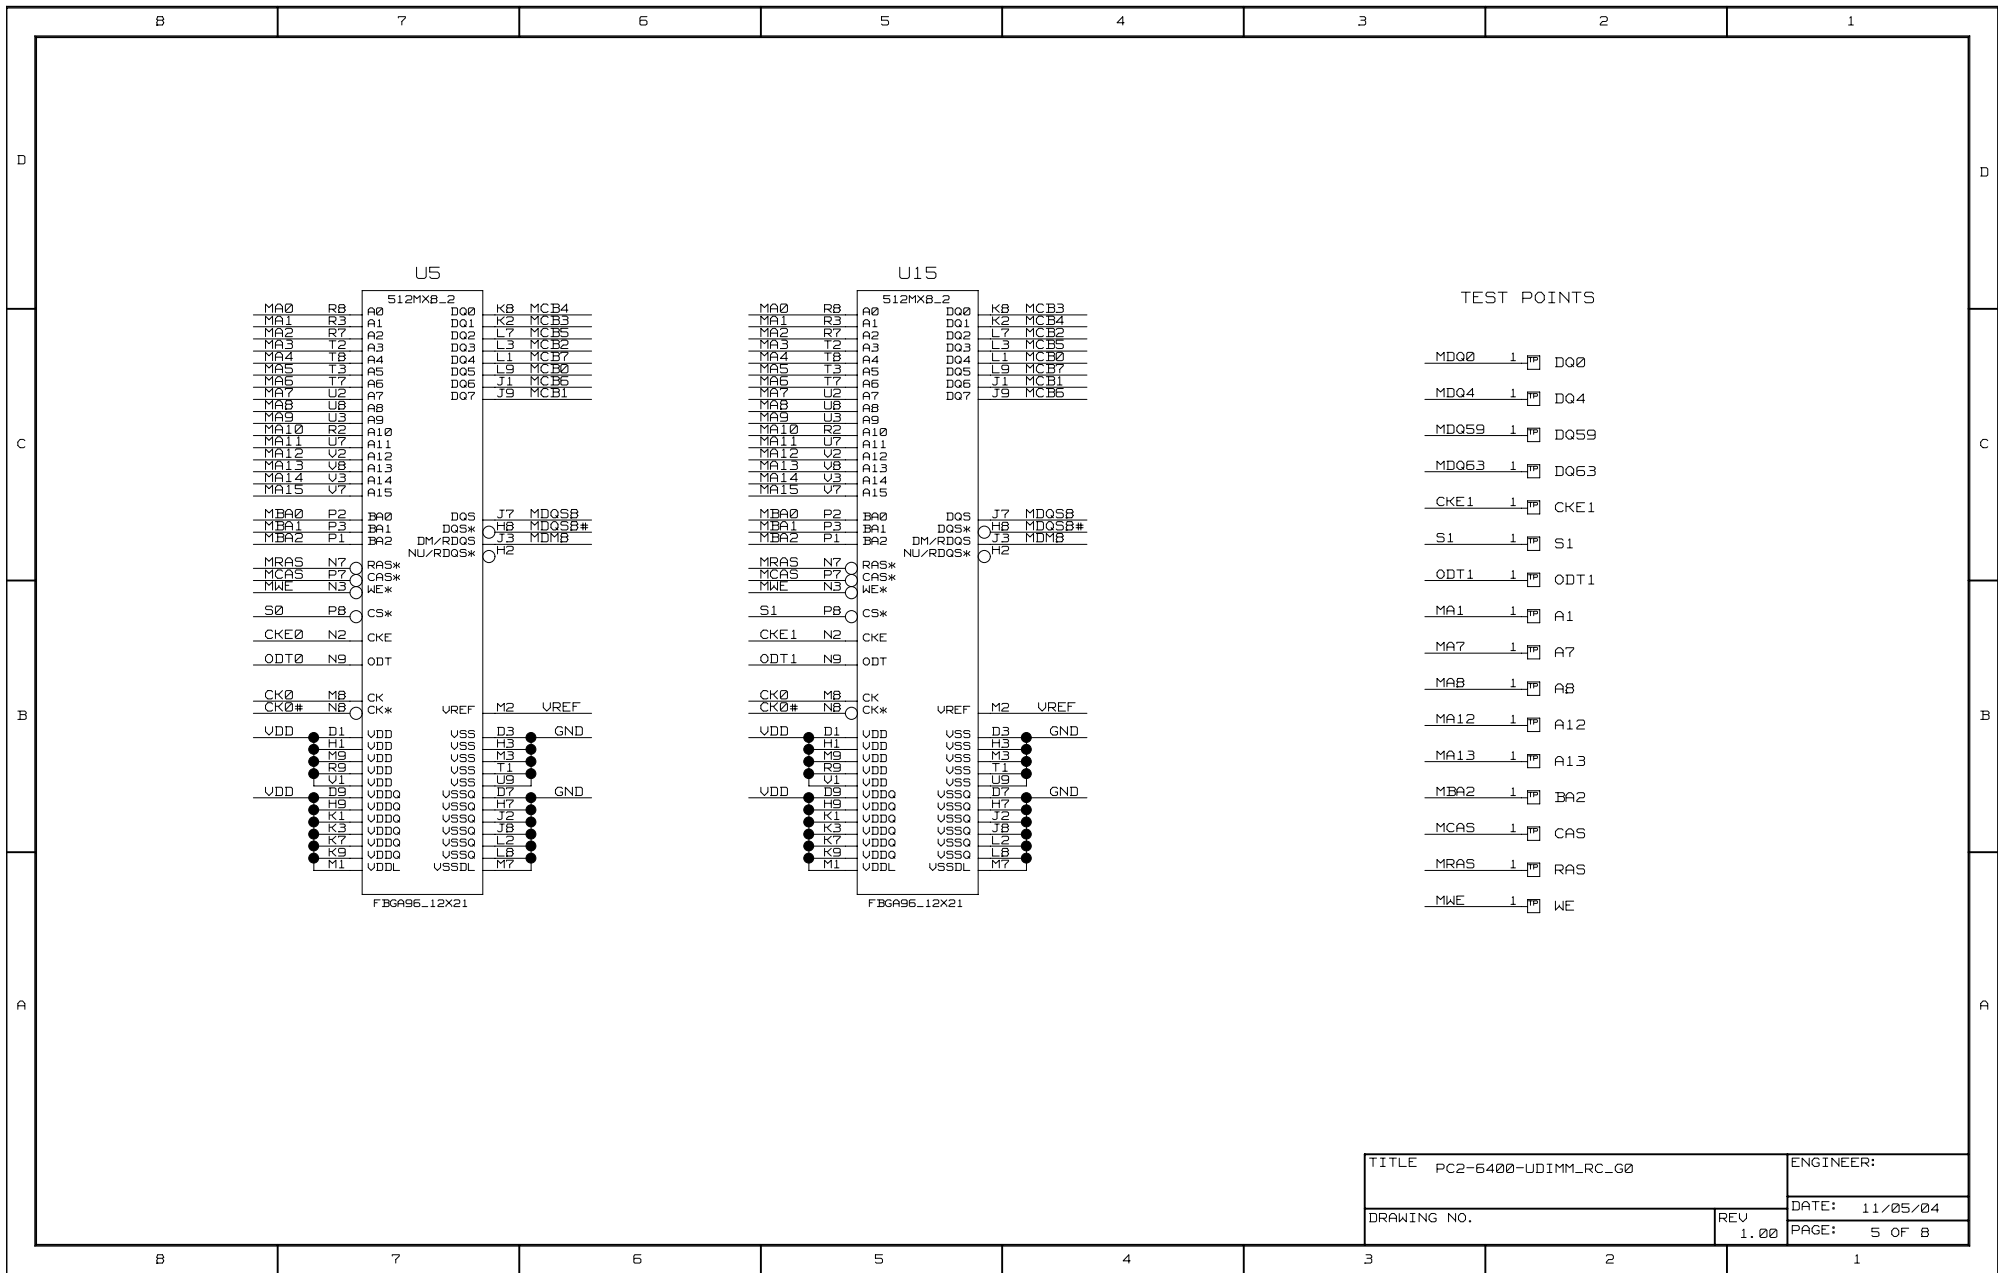 8 7 6 5 4 3 2 1
D D
U5 U15
512MX8_2 512MX8_2
TEST POINTS
MA0 R8 A0 DQ0 K8 MCB4 MA0 R8 A0 DQ0 K8 MCB3
MA1 R3 A1 DQ1 K2 MCB3 MA1 R3 A1 DQ1 K2 MCB4
MA2 R7 A2 DQ2 L7 MCB5 MA2 R7 A2 DQ2 L7 MCB2
MA3 T2 A3 DQ3 L3 MCB2 MA3 T2 A3 DQ3 L3 MCB5
MA4 T8 A4 DQ4 L1 MCB7 MA4 T8 A4 DQ4 L1 MCB0
MDQ0 1 TP DQ0
MA5 T3 A5 DQ5 L9 MCB0 MA5 T3 A5 DQ5 L9 MCB7
MA6 T7 A6 DQ6 J1 MCB6 MA6 T7 A6 DQ6 J1 MCB1
MA7 U2 A7 DQ7 J9 MCB1 MA7 U2 A7 DQ7 J9 MCB6
MDQ4 1 TP DQ4
MA8 U8 A8 MA8 U8 A8
MA9 U3 A9 MA9 U3 A9
MA10 R2 A10 MA10 R2 A10
MDQ59 1 TP DQ59
MA11 U7 A11 MA11 U7 A11
C C
MA12 V2 A12 MA12 V2 A12
MA13 V8 A13 MA13 V8 A13
MDQ63 1 TP DQ63
MA14 V3 A14 MA14 V3 A14
MA15 V7 A15 MA15 V7 A15
CKE1 1 TP CKE1
MBA0 P2 BA0 DQS J7 MDQS8 MBA0 P2 BA0 DQS J7 MDQS8
MBA1 P3 BA1 DQS* H8 MDQS8# MBA1 P3 BA1 DQS* H8 MDQS8#
MBA2 P1 BA2 DM/RDQS J3 MDM8 MBA2 P1 BA2 DM/RDQS J3 MDM8
S1 1 TP S1
NU/RDQS* H2 NU/RDQS* H2
MRAS N7 RAS* MRAS N7 RAS*
MCAS P7 CAS* MCAS P7 CAS*
ODT1 1 TP ODT1
MWE N3 WE* MWE N3 WE*
S0 P8 CS* S1 P8 CS*
MA1 1 TP A1
CKE0 N2 CKE CKE1 N2 CKE
MA7 1 TP A7
ODT0 N9 ODT ODT1 N9 ODT
MA8 1 TP A8
CK0 M8 CK CK0 M8 CK
CK0# N8 CK* VREF M2 VREF CK0# N8 CK* VREF M2 VREF
B B
MA12 1 TP A12
VDD D1 VDD VSS D3 GND VDD D1 VDD VSS D3 GND
H1 VDD VSS H3 H1 VDD VSS H3
M9 VDD VSS M3 M9 VDD VSS M3
MA13 1 TP A13
R9 VDD VSS T1 R9 VDD VSS T1
V1 VDD VSS U9 V1 VDD VSS U9
VDD D9 VDDQ VSSQ D7 GND VDD D9 VDDQ VSSQ D7 GND
MBA2 1 TP BA2
H9 VDDQ VSSQ H7 H9 VDDQ VSSQ H7
K1 VDDQ VSSQ J2 K1 VDDQ VSSQ J2
K3 VDDQ VSSQ J8 K3 VDDQ VSSQ J8
MCAS 1 TP CAS
K7 VDDQ VSSQ L2 K7 VDDQ VSSQ L2
K9 VDDQ VSSQ L8 K9 VDDQ VSSQ L8
M1 VDDL VSSDL M7 M1 VDDL VSSDL M7
MRAS 1 TP RAS
FBGA96_12X21 FBGA96_12X21
MWE 1 TP WE
A A
TITLE PC2-6400-UDIMM_RC_G0
ENGINEER:
DATE: 11/05/04
DRAWING NO.
REV 1.00
PAGE: 5 OF 8
8 7 6 5 4 3 2 1